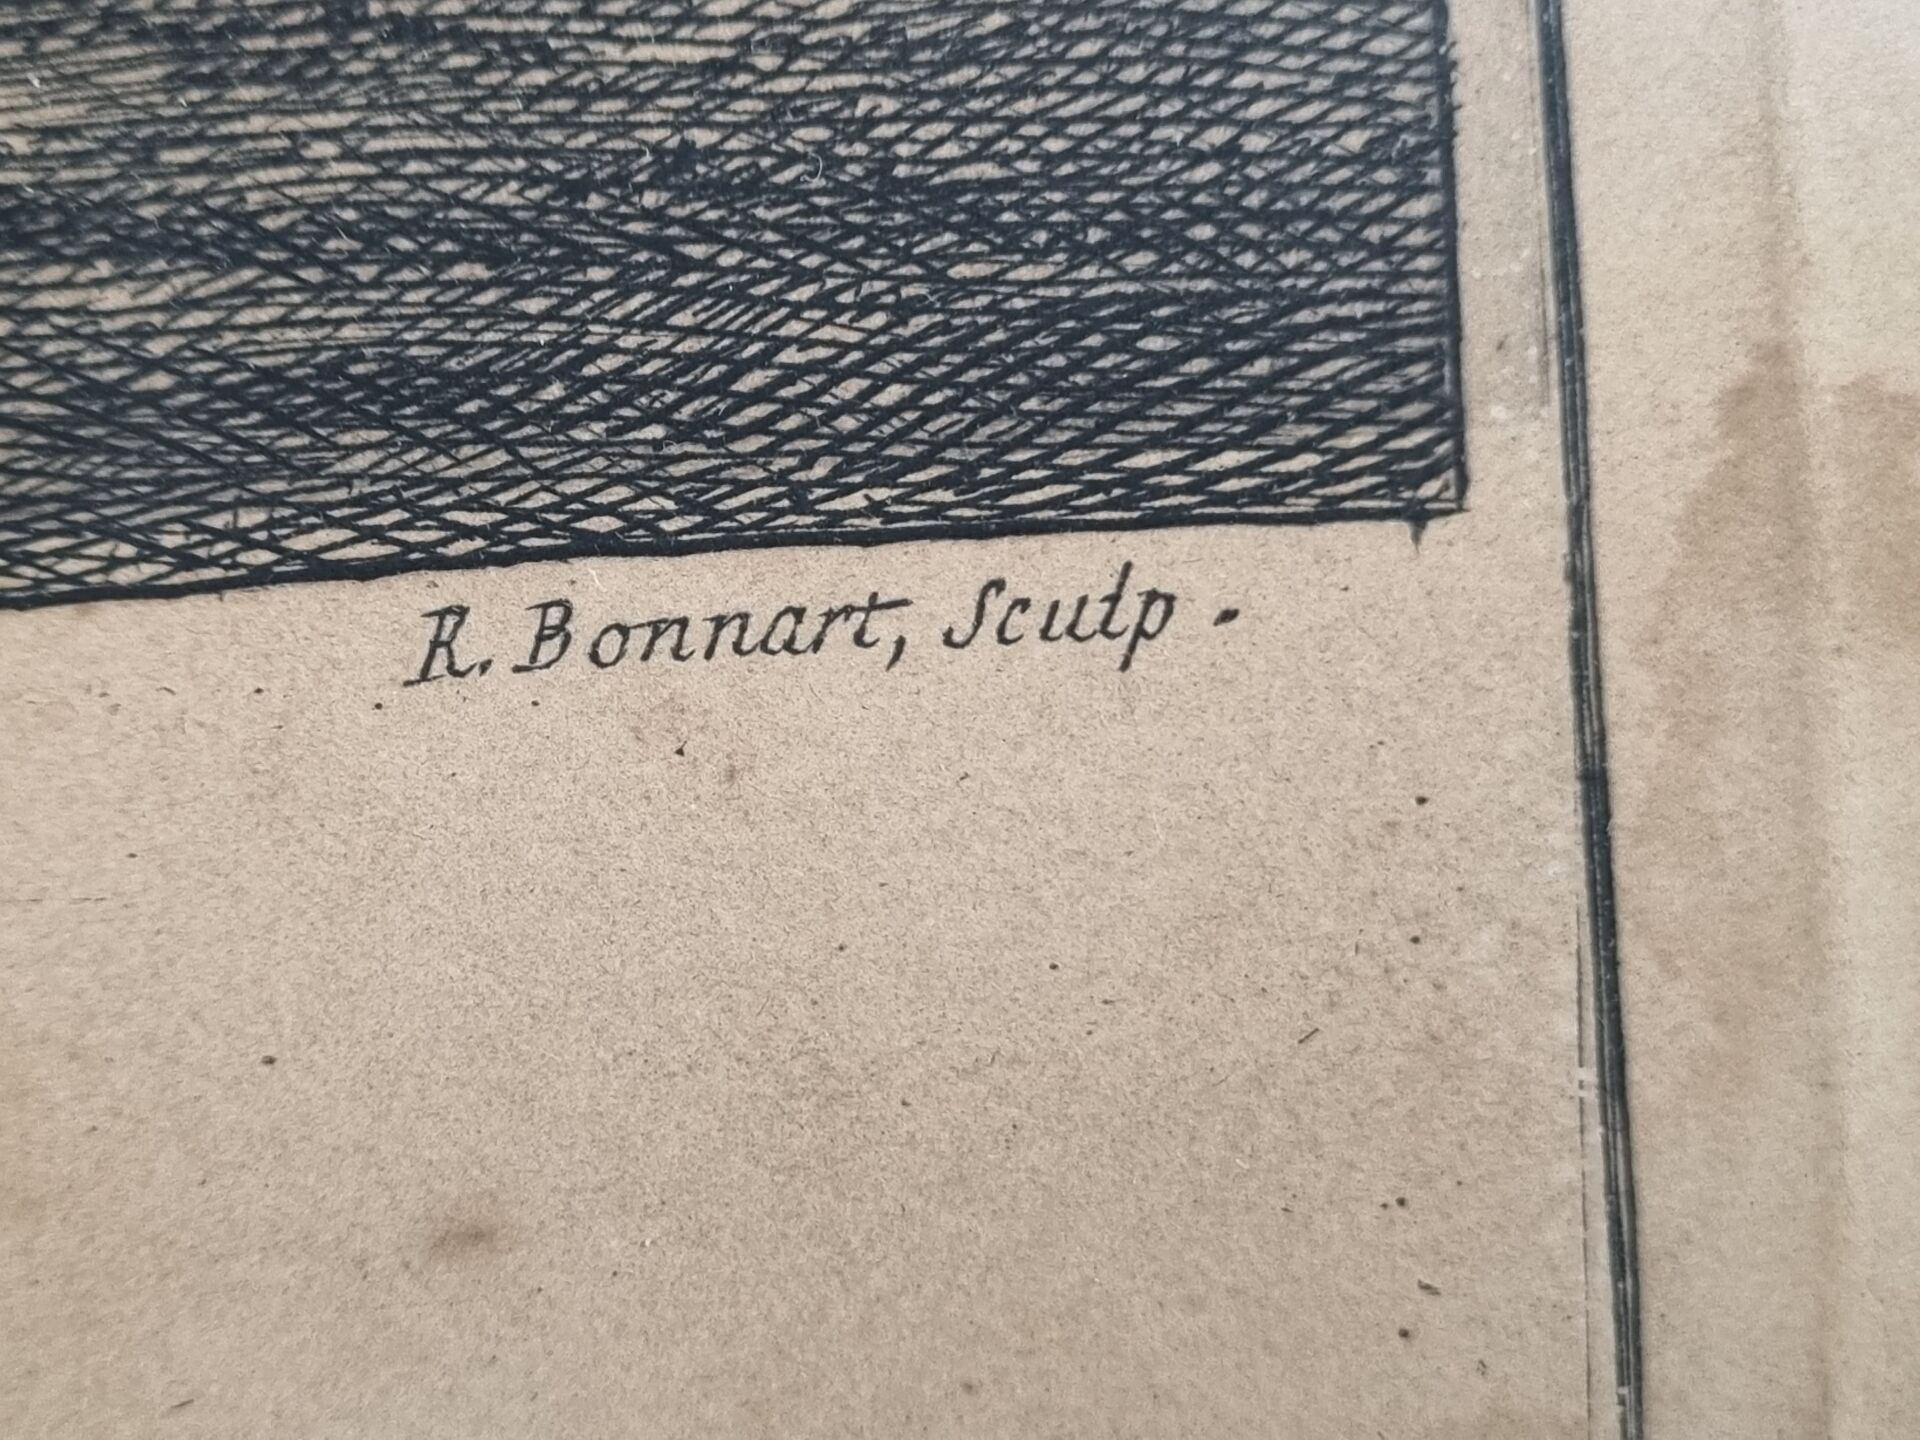 R. Bonnart, Sculp.